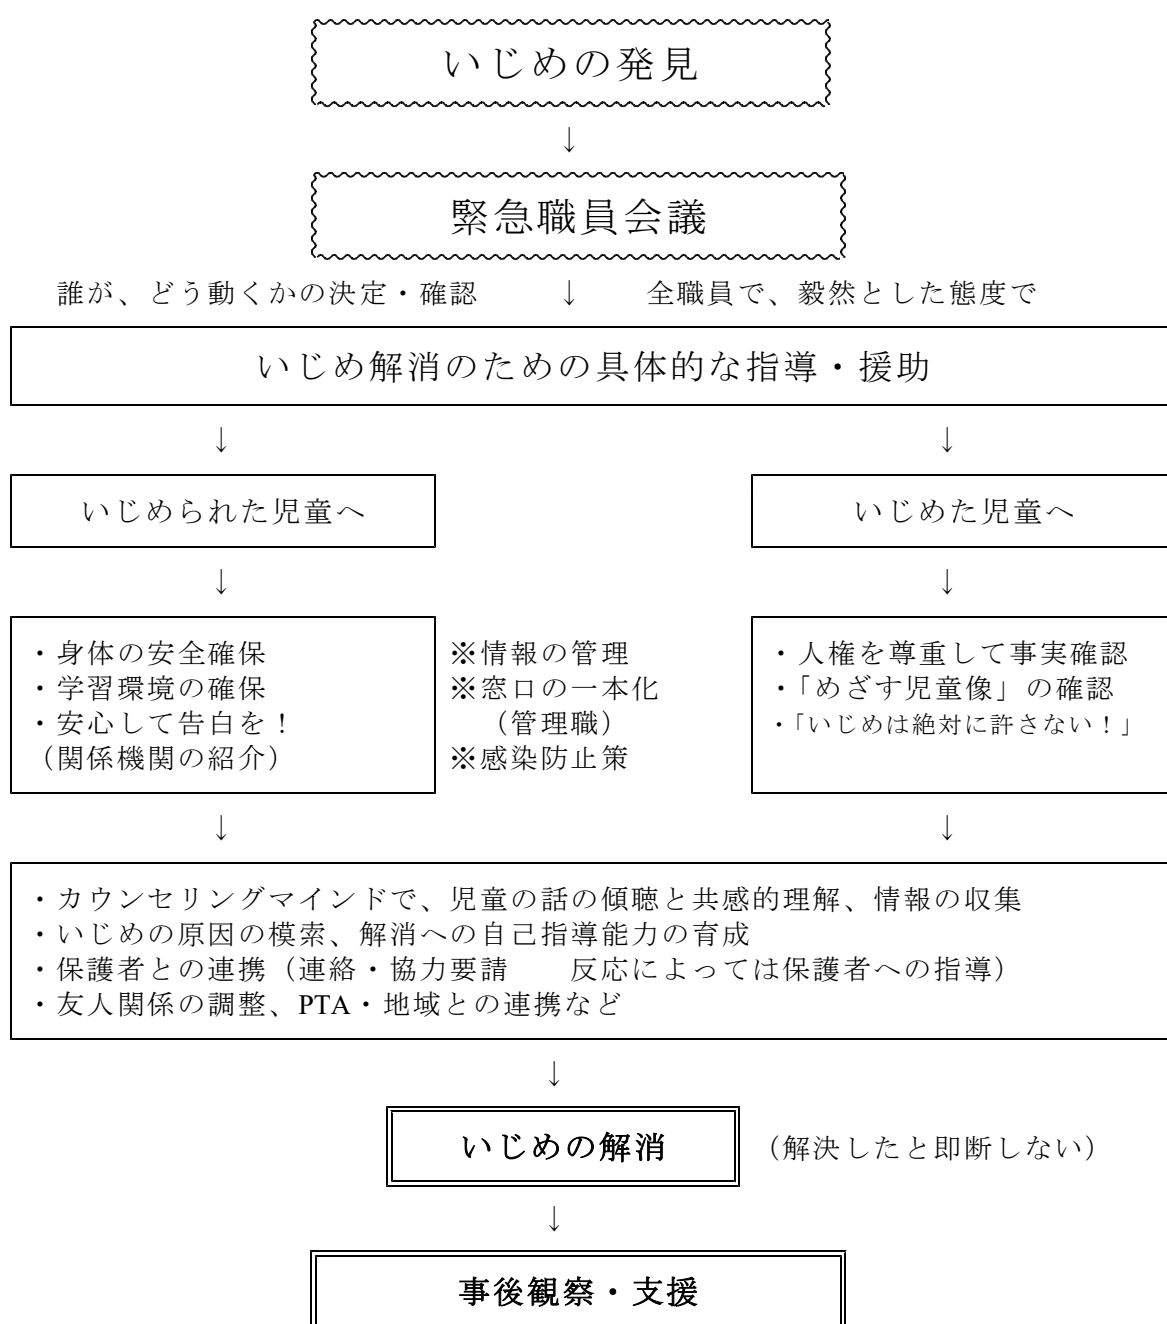 いじめの発見
↓
緊急職員会議
誰が、どう動くかの決定・確認　　↓　　全職員で、毅然とした態度で
いじめ解消のための具体的な指導・援助
↓　　↓
いじめられた児童へ
いじめた児童へ
↓　　↓
・身体の安全確保
・学習環境の確保
・安心して告白を！
（関係機関の紹介）
※情報の管理
※窓口の一本化
（管理職）
※感染防止策
・人権を尊重して事実確認
・「めざす児童像」の確認
・「いじめは絶対に許さない！」
↓　　↓
・カウンセリングマインドで、児童の話の傾聴と共感的理解、情報の収集
・いじめの原因の模索、解消への自己指導能力の育成
・保護者との連携（連絡・協力要請　　反応によっては保護者への指導）
・友人関係の調整、PTA・地域との連携など
↓
いじめの解消　（解決したと即断しない）
↓
事後観察・支援